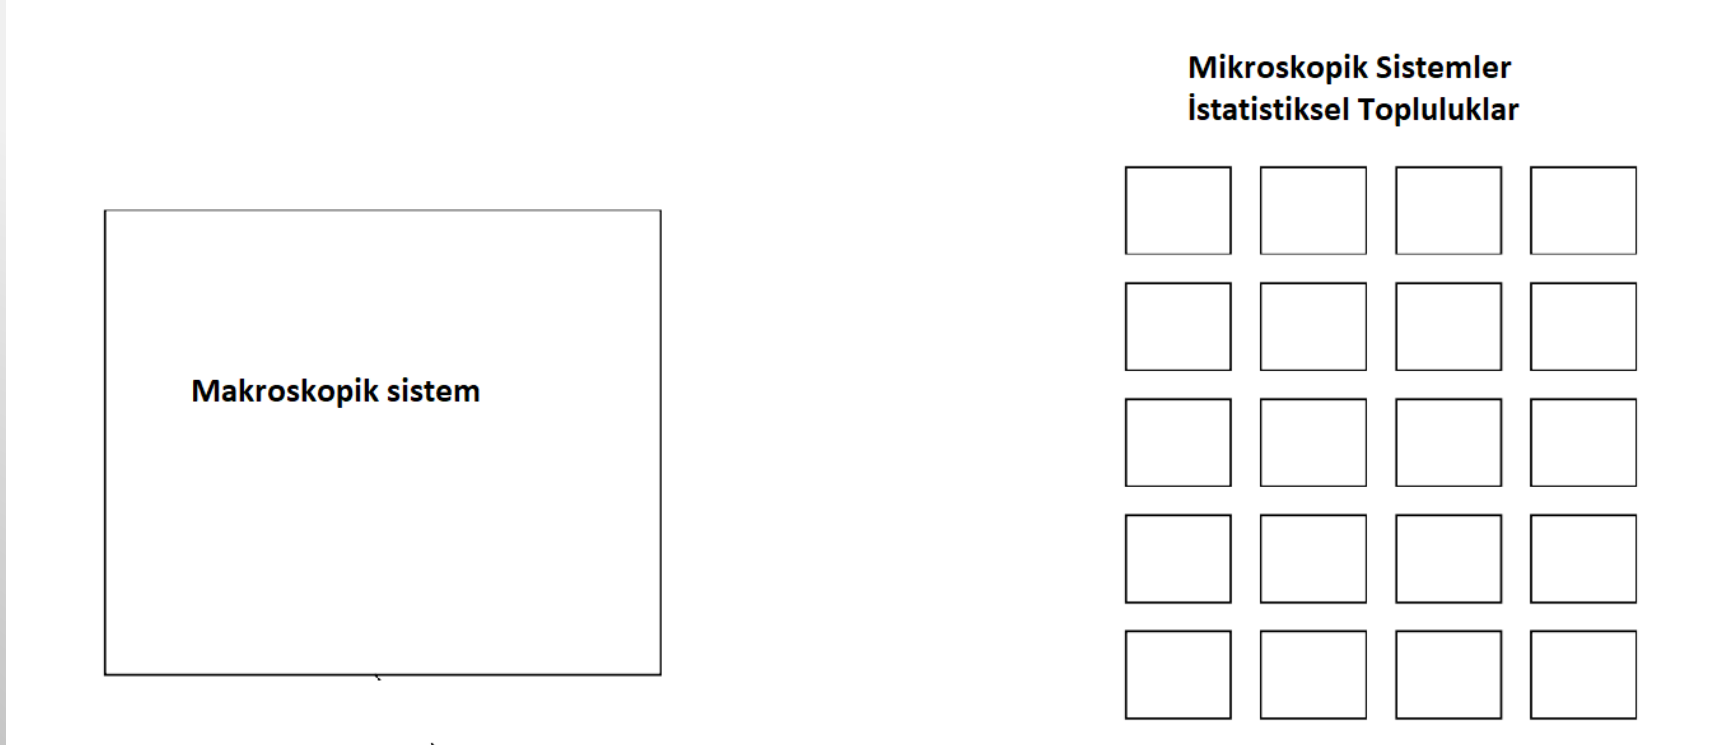 Mikroskopik Sistemler
İstatistiksel Topluluklar
Makroskopik sistem